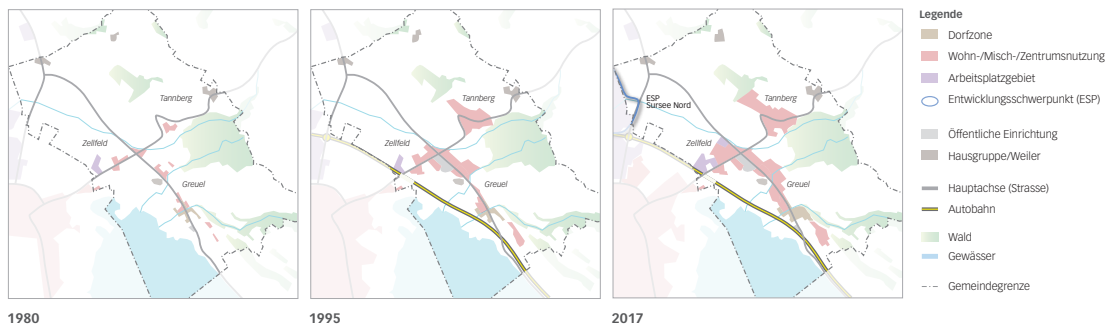 Tannberg
Zellfeld
Greuel
1980
Tannberg
Zellfeld
Greuel
1995
ESP
Sursee Nord
Tannberg
Zellfeld
Greuel
2017
Legende
Dorfzone
Wohn-/Misch-/Zentrumsnutzung
Arbeitsplatzgebiet
Entwicklungsschwerpunkt (ESP)
Öffentliche Einrichtung
Hausgruppe/Weiler
Hauptachse (Strasse)
Autobahn
Wald
Gewässer
Gemeindegrenze